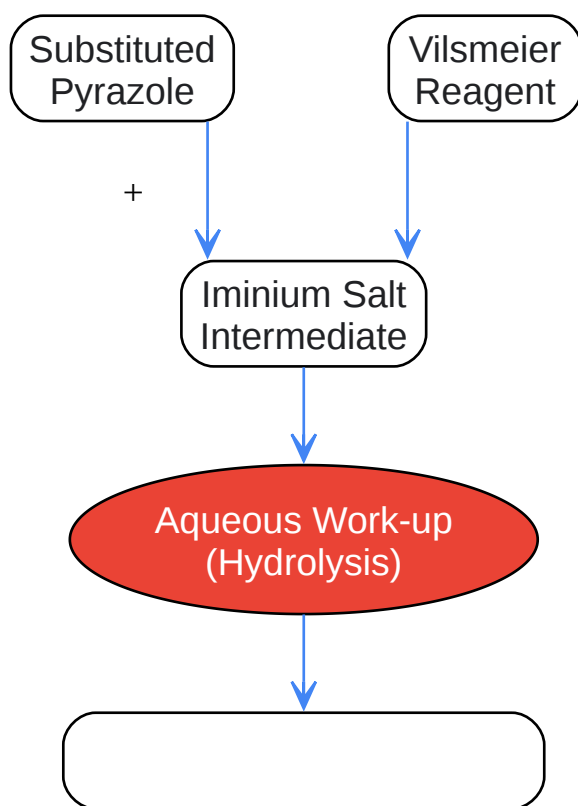 Substituted
Pyrazole
Vilsmeier
Reagent
+
Iminium Salt
Intermediate
Aqueous Work-up
(Hydrolysis)